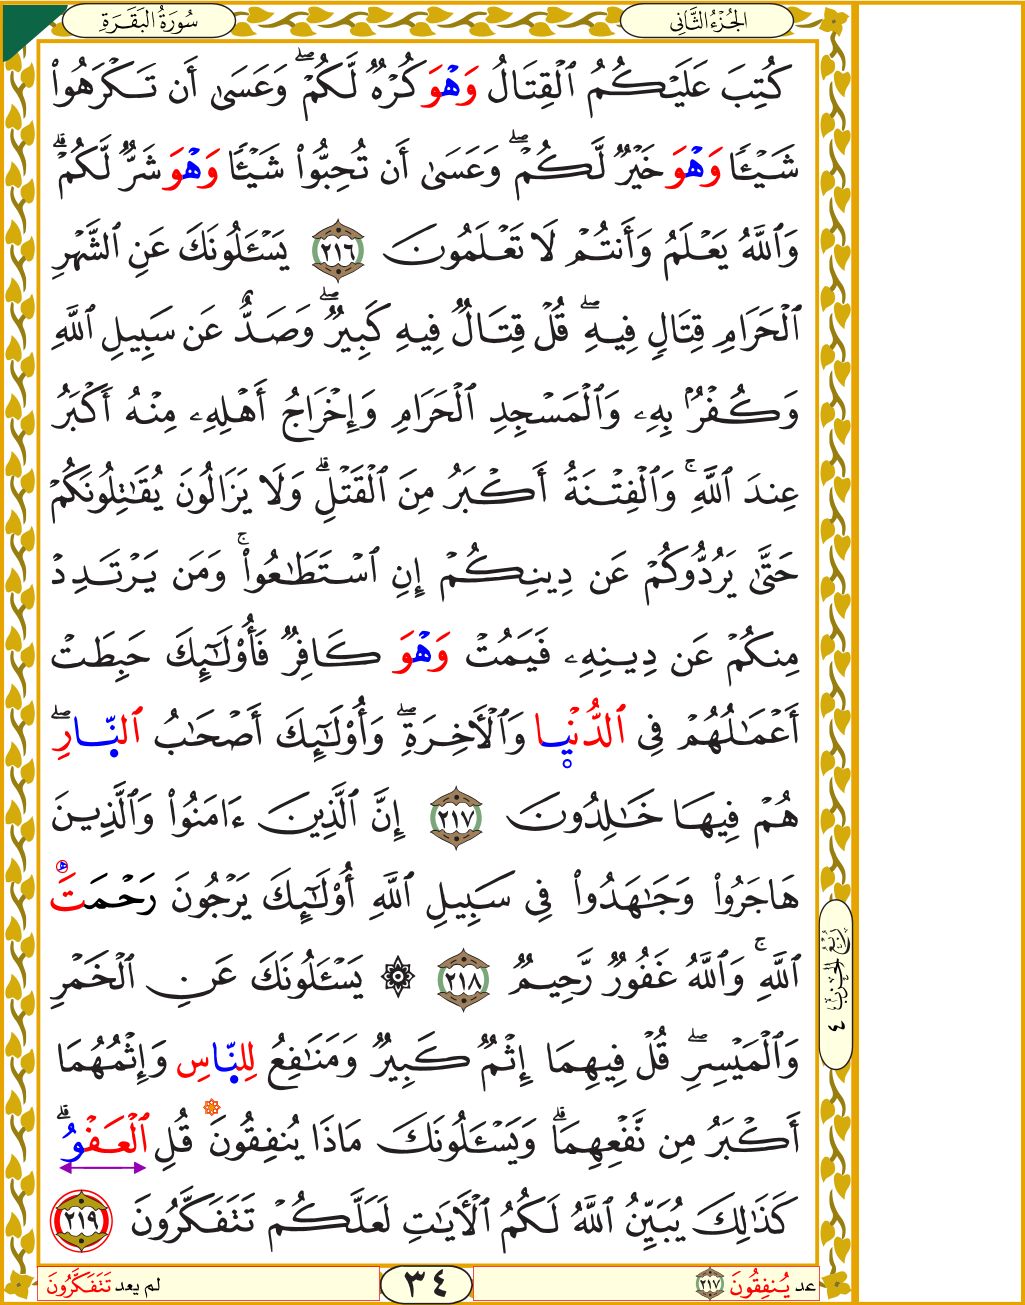 الجُزْءُ الثَّانِي
سُورَةُ البَقَرَةِ
كُتِبَ عَلَيْكُمُ ٱلْقِتَالُ وَهْوَ كُرْهٌ لَّكُمْ ۖ وَعَسَىٰ أَن تَكْرَهُوا۟
شَيْـًٔا وَهْوَ خَيْرٌ لَّكُمْ ۖ وَعَسَىٰ أَن تُحِبُّوا۟ شَيْـًٔا وَهْوَ شَرٌّ لَّكُمْ ۗ
وَٱللَّهُ يَعْلَمُ وَأَنتُمْ لَا تَعْلَمُونَ ٢١٦ يَسْـَٔلُونَكَ عَنِ ٱلشَّهْرِ
ٱلْحَرَامِ قِتَالٍ فِيهِ ۖ قُلْ قِتَالٌ فِيهِ كَبِيرٌ ۖ وَصَدٌّ عَن سَبِيلِ ٱللَّهِ
وَكُفْرٌۢ بِهِۦ وَٱلْمَسْجِدِ ٱلْحَرَامِ وَإِخْرَاجُ أَهْلِهِۦ مِنْهُ أَكْبَرُ
عِندَ ٱللَّهِ ۚ وَٱلْفِتْنَةُ أَكْبَرُ مِنَ ٱلْقَتْلِ ۗ وَلَا يَزَالُونَ يُقَـٰتِلُونَكُمْ
حَتَّىٰ يَرُدُّوكُمْ عَن دِينِكُمْ إِنِ ٱسْتَطَـٰعُوا۟ ۚ وَمَن يَرْتَدِدْ
مِنكُمْ عَن دِينِهِۦ فَيَمُتْ وَهْوَ كَافِرٌ فَأُو۟لَـٰٓئِكَ حَبِطَتْ
أَعْمَـٰلُهُمْ فِى ٱلدُّنْيا وَٱلْأَخِرَةِ ۖ وَأُو۟لَـٰٓئِكَ أَصْحَـٰبُ ٱلنّارِ ۖ
هُمْ فِيهَا خَـٰلِدُونَ ٢١٧ إِنَّ ٱلَّذِينَ ءَامَنُوا۟ وَٱلَّذِينَ
هَاجَرُوا۟ وَجَـٰهَدُوا۟ فِى سَبِيلِ ٱللَّهِ أُو۟لَـٰٓئِكَ يَرْجُونَ رَحْمَتَ
ٱللَّهِ ۚ وَٱللَّهُ غَفُورٌ رَّحِيمٌ ٢١٨ ۞ يَسْـَٔلُونَكَ عَنِ ٱلْخَمْرِ
وَٱلْمَيْسِرِ ۖ قُلْ فِيهِمَا إِثْمٌ كَبِيرٌ وَمَنَـٰفِعُ لِلنّاسِ وَإِثْمُهُمَا
أَكْبَرُ مِن نَّفْعِهِمَا ۗ وَيَسْـَٔلُونَكَ مَاذَا يُنفِقُونَ قُلِ ٱلْعَفْوُ ۗ
كَذَٰلِكَ يُبَيِّنُ ٱللَّهُ لَكُمُ ٱلْأَيَـٰتِ لَعَلَّكُمْ تَتَفَكَّرُونَ ٢١٩
رُبْعُ الحِزْبِ ٤
عد يُنفِقُونَ ٢١٧
٣٤
لم يعد تَتَفَكَّرُونَ